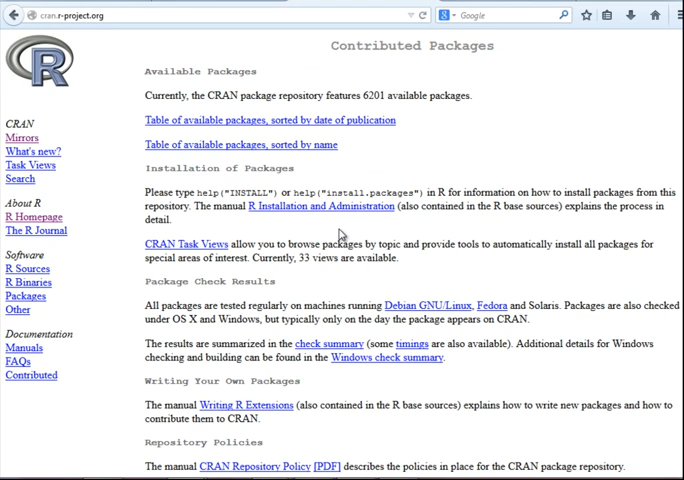 cran.r-project.org
Google
Contributed Packages
R
CRAN
Mirrors
What's new?
Task Views
Search
About R
R Homepage
The R Journal
Software
R Sources
R Binaries
Packages
Other
Documentation
Manuals
FAQs
Contributed
Available Packages
Currently, the CRAN package repository features 6201 available packages.
Table of available packages, sorted by date of publication
Table of available packages, sorted by name
Installation of Packages
Please type help("INSTALL") or help("install.packages") in R for information on how to install packages from this
repository. The manual R Installation and Administration (also contained in the R base sources) explains the process in
detail.
CRAN Task Views allow you to browse packages by topic and provide tools to automatically install all packages for
special areas of interest. Currently, 33 views are available.
Package Check Results
All packages are tested regularly on machines running Debian GNU/Linux, Fedora and Solaris. Packages are also checked
under OS X and Windows, but typically only on the day the package appears on CRAN.
The results are summarized in the check summary (some timings are also available). Additional details for Windows
checking and building can be found in the Windows check summary.
Writing Your Own Packages
The manual Writing R Extensions (also contained in the R base sources) explains how to write new packages and how to
contribute them to CRAN.
Repository Policies
The manual CRAN Repository Policy [PDF] describes the policies in place for the CRAN package repository.